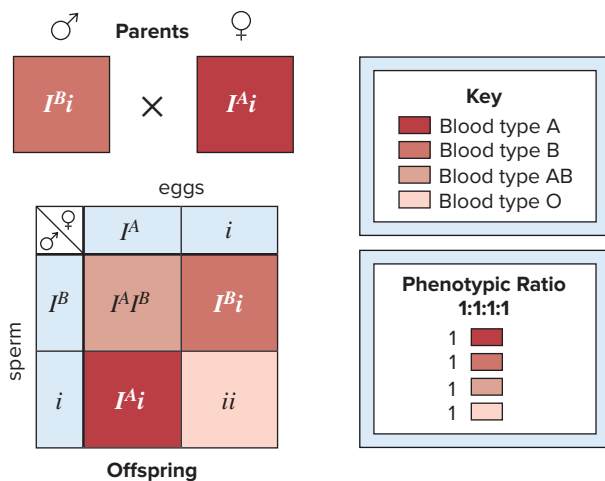 ♂ Parents ♀
I^B i × I^A i
eggs
♀
♂
I^A i
sperm
I^B I^A I^B I^B i
i I^A i ii
Offspring
Key
Blood type A
Blood type B
Blood type AB
Blood type O
Phenotypic Ratio
1:1:1:1
1
1
1
1